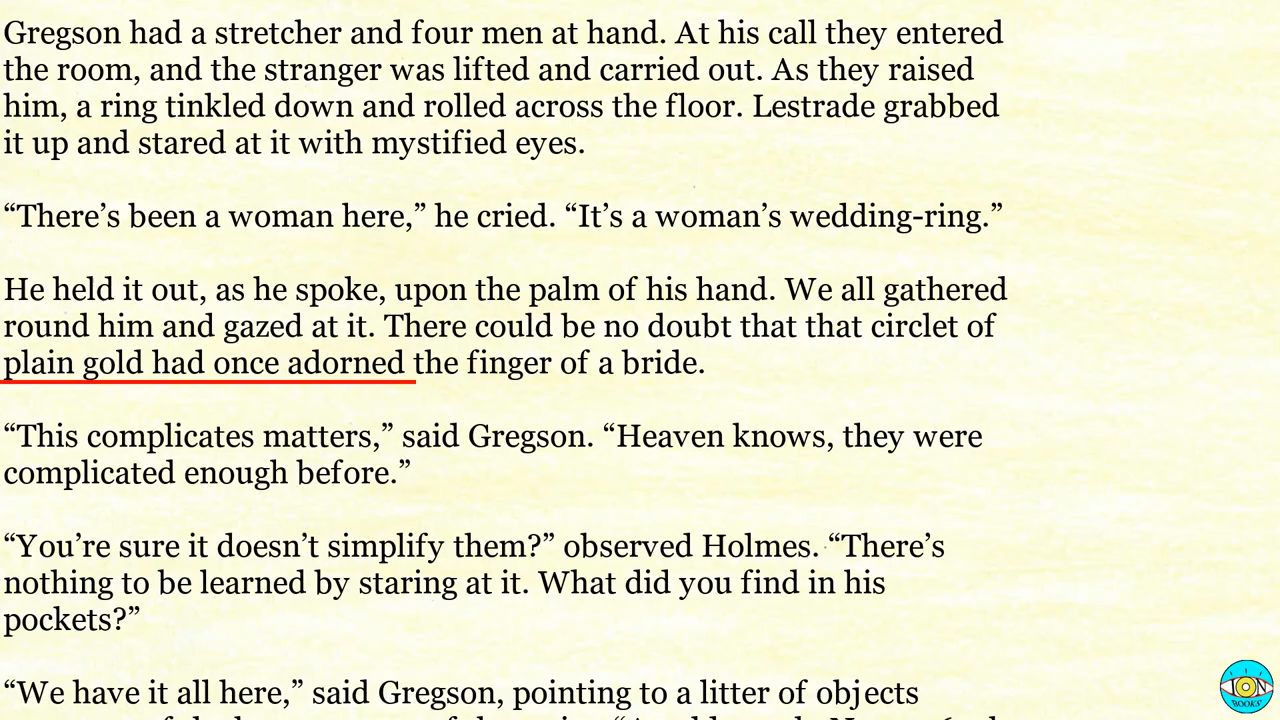 Gregson had a stretcher and four men at hand. At his call they entered
the room, and the stranger was lifted and carried out. As they raised
him, a ring tinkled down and rolled across the floor. Lestrade grabbed
it up and stared at it with mystified eyes.
“There’s been a woman here,” he cried. “It’s a woman’s wedding-ring.”
He held it out, as he spoke, upon the palm of his hand. We all gathered
round him and gazed at it. There could be no doubt that that circlet of
plain gold had once adorned the finger of a bride.
“This complicates matters,” said Gregson. “Heaven knows, they were
complicated enough before.”
“You’re sure it doesn’t simplify them?” observed Holmes. “There’s
nothing to be learned by staring at it. What did you find in his
pockets?”
“We have it all here,” said Gregson, pointing to a litter of objects
ION
BOOKS